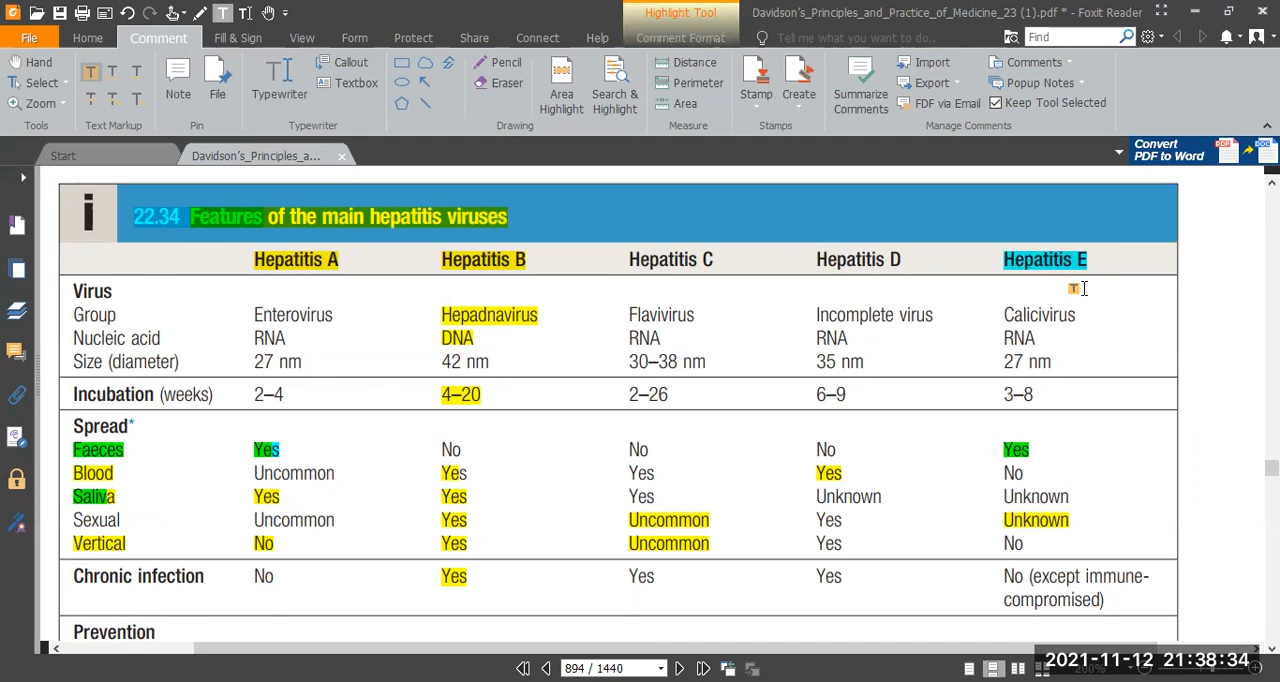 Highlight Tool
Davidson's_Principles_and_Practice_of_Medicine_23 (1).pdf * - Foxit Reader
File Home Comment Fill & Sign View Form Protect Share Connect Help Comment Format Tell me what you want to do.. Find
Hand
Select
Zoom
Tools
Text Markup
Note
File
Pin
Typewriter
Callout
Textbox
Typewriter
Pencil
Eraser
Area Highlight
Search & Highlight
Drawing
Distance
Perimeter
Area
Measure
Stamp
Create
Stamps
Summarize Comments
Import
Export
FDF via Email
Comments
Popup Notes
Keep Tool Selected
Manage Comments
Start
Davidson's_Principles_a...
Convert
PDF to Word
i
22.34 Features of the main hepatitis viruses
Hepatitis A Hepatitis B Hepatitis C Hepatitis D Hepatitis E
Virus
Group Enterovirus Hepadnavirus Flavivirus Incomplete virus Calicivirus
Nucleic acid RNA DNA RNA RNA RNA
Size (diameter) 27 nm 42 nm 30–38 nm 35 nm 27 nm
Incubation (weeks) 2–4 4–20 2–26 6–9 3–8
Spread*
Faeces Yes No No No Yes
Blood Uncommon Yes Yes Yes No
Saliva Yes Yes Yes Unknown Unknown
Sexual Uncommon Yes Uncommon Yes Unknown
Vertical No Yes Uncommon Yes No
Chronic infection No Yes Yes Yes No (except immune-
compromised)
Prevention
894 / 1440
2021-11-12 21:38:34
200%